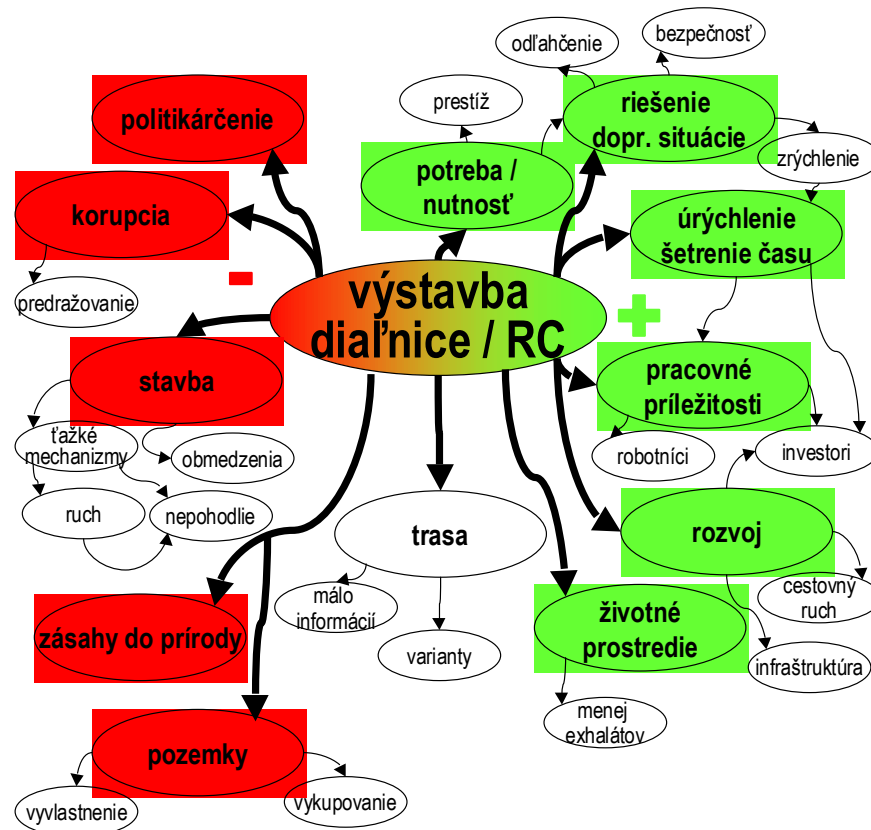 odľahčenie
bezpečnosť
politikárčenie
prestíž
riešenie
dopr. situácie
zrýchlenie
potreba /
nutnosť
korupcia
úrýchlenie
šetrenie času
predražovanie
-
výstavba
diaľnice / RC
+
stavba
pracovné
príležitosti
ťažké
mechanizmy
obmedzenia
robotníci
investori
ruch
nepohodlie
trasa
rozvoj
málo
informácií
cestovný
ruch
zásahy do prírody
životné
prostredie
varianty
infraštruktúra
menej
exhalátov
pozemky
vyvlastnenie
vykupovanie